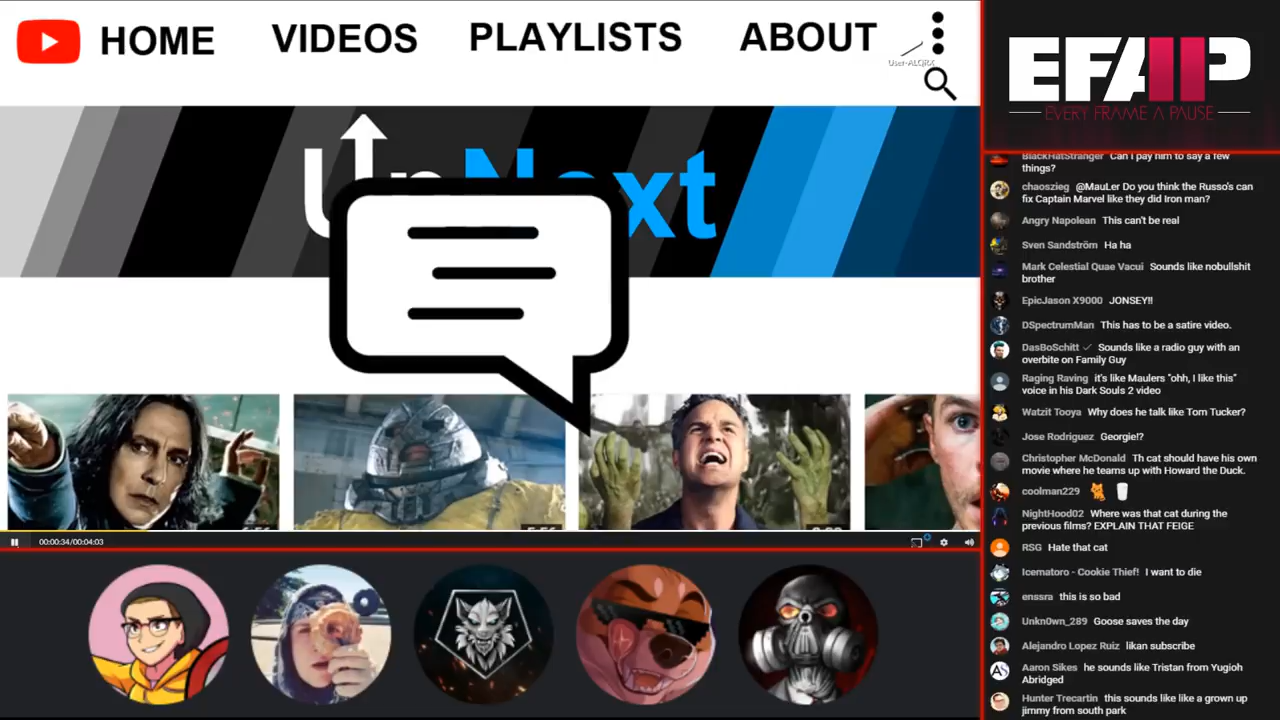 HOME VIDEOS PLAYLISTS ABOUT
User-ALQRX
UpNext
00:00:34/00:04:03
EFAP
EVERY FRAME A PAUSE
BlackHatStranger Can I pay him to say a few
things?
chaoszieg @MauLer Do you think the Russo's can
fix Captain Marvel like they did Iron man?
Angry Napolean This can't be real
Sven Sandström Ha ha
Mark Celestial Quae Vacui Sounds like nobullshit
brother
EpicJason X9000 JONSEY!!
DSpectrumMan This has to be a satire video.
DasBoSchitt Sounds like a radio guy with an
overbite on Family Guy
Raging Raving it's like Maulers "ohh, I like this"
voice in his Dark Souls 2 video
Watzit Tooya Why does he talk like Tom Tucker?
Jose Rodriguez Georgie!?
Christopher McDonald Th cat should have his own
movie where he teams up with Howard the Duck.
coolman229
NightHood02 Where was that cat during the
previous films? EXPLAIN THAT FEIGE
RSG Hate that cat
Icematoro - Cookie Thief! I want to die
enssra this is so bad
Unkn0wn_289 Goose saves the day
Alejandro Lopez Ruiz likan subscribe
AS Aaron Sikes he sounds like Tristan from Yugioh
Abridged
Hunter Trecartin this sounds like like a grown up
jimmy from south park